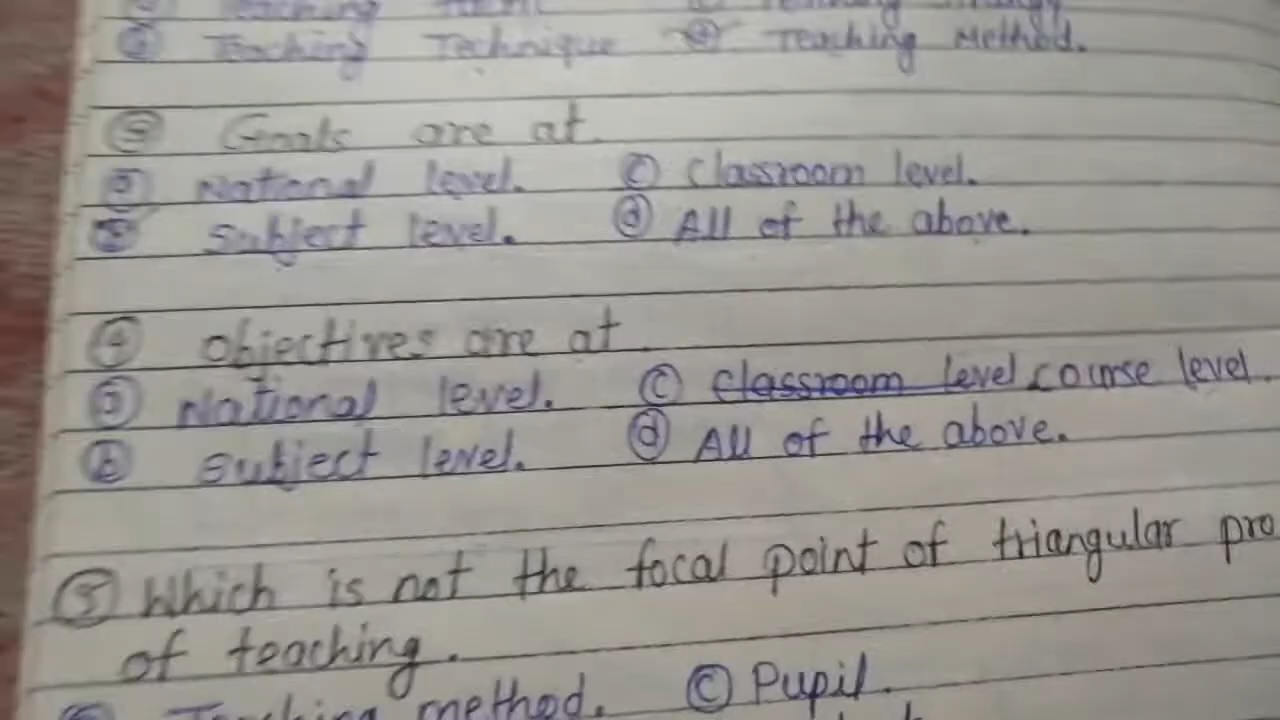 Teaching
ⓑ Teaching Technique ⓓ Teaching Method.
③ Goals are at.
ⓐ National level. ⓒ Classroom level.
ⓑ Subject level. ⓓ All of the above.
④ Objectives are at.
ⓐ National level. ⓒ classroom level course level.
ⓑ Subject level. ⓓ All of the above.
⑤ Which is not the focal point of triangular pro
of teaching.
Teaching method. ⓒ Pupil.